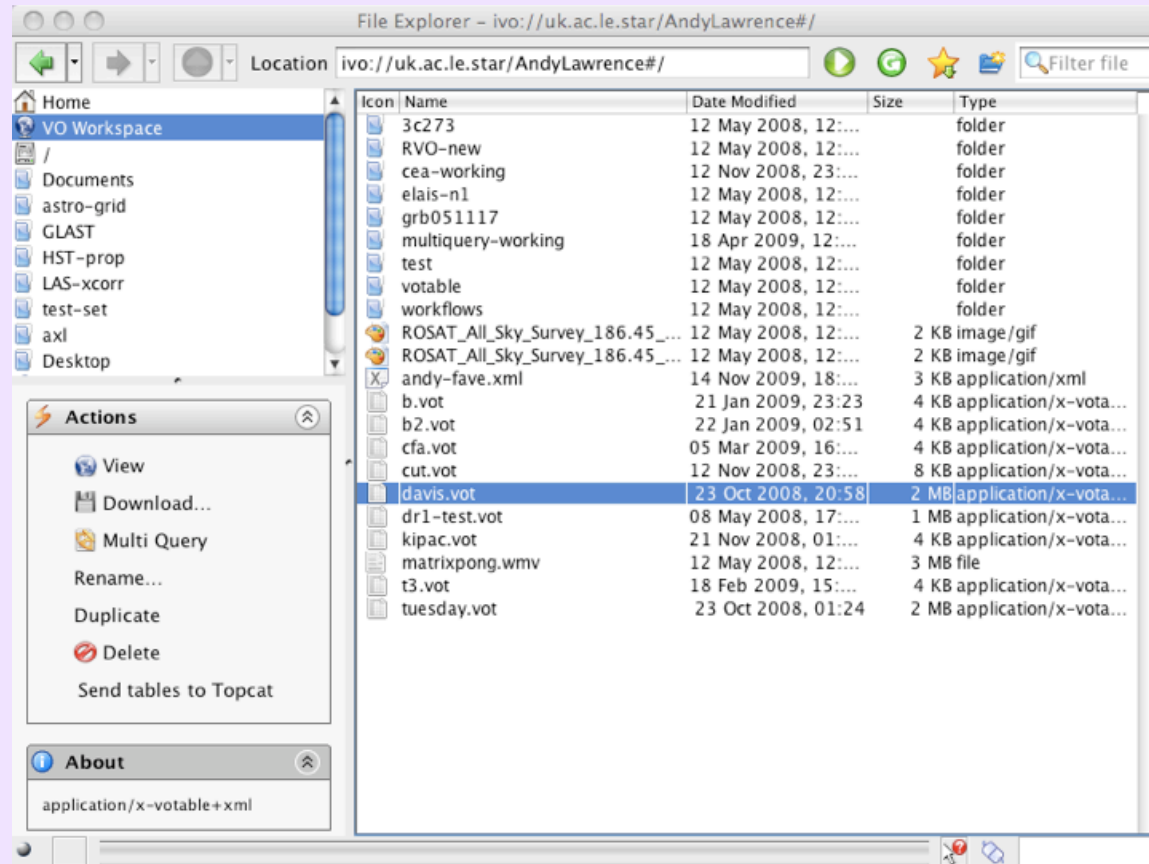 File Explorer – ivo://uk.ac.le.star/AndyLawrence#/
Location ivo://uk.ac.le.star/AndyLawrence#/ Filter file
Home
VO Workspace
/
Documents
astro-grid
GLAST
HST-prop
LAS-xcorr
test-set
axl
Desktop
Actions
View
Download...
Multi Query
Rename...
Duplicate
Delete
Send tables to Topcat
About
application/x-votable+xml
Icon Name Date Modified Size Type
3c273 12 May 2008, 12:... folder
RVO-new 12 May 2008, 12:... folder
cea-working 12 Nov 2008, 23:... folder
elais-n1 12 May 2008, 12:... folder
grb051117 12 May 2008, 12:... folder
multiquery-working 18 Apr 2009, 12:... folder
test 12 May 2008, 12:... folder
votable 12 May 2008, 12:... folder
workflows 12 May 2008, 12:... folder
ROSAT_All_Sky_Survey_186.45_... 12 May 2008, 12:... 2 KB image/gif
ROSAT_All_Sky_Survey_186.45_... 12 May 2008, 12:... 2 KB image/gif
andy-fave.xml 14 Nov 2009, 18:... 3 KB application/xml
b.vot 21 Jan 2009, 23:23 4 KB application/x-vota...
b2.vot 22 Jan 2009, 02:51 4 KB application/x-vota...
cfa.vot 05 Mar 2009, 16:... 4 KB application/x-vota...
cut.vot 12 Nov 2008, 23:... 8 KB application/x-vota...
davis.vot 23 Oct 2008, 20:58 2 MB application/x-vota...
dr1-test.vot 08 May 2008, 17:... 1 MB application/x-vota...
kipac.vot 21 Nov 2008, 01:... 4 KB application/x-vota...
matrixpong.wmv 12 May 2008, 12:... 3 MB file
t3.vot 18 Feb 2009, 15:... 4 KB application/x-vota...
tuesday.vot 23 Oct 2008, 01:24 2 MB application/x-vota...